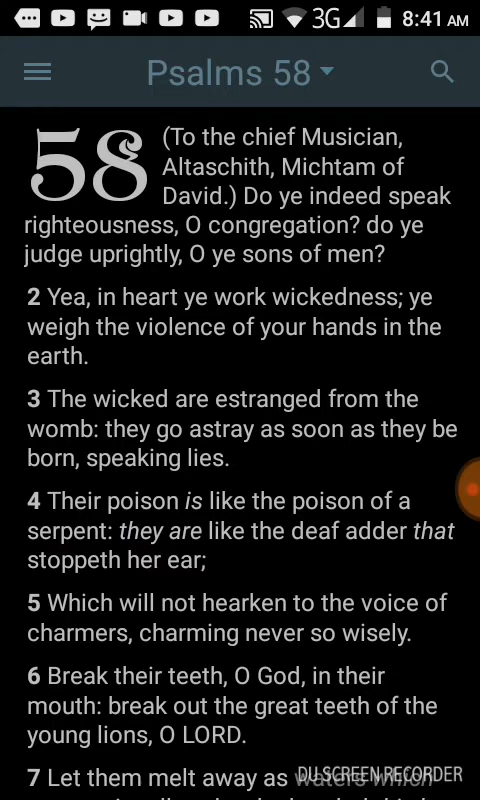 3G 8:41 AM
Psalms 58
58 (To the chief Musician,
Altaschith, Michtam of
David.) Do ye indeed speak
righteousness, O congregation? do ye
judge uprightly, O ye sons of men?
2 Yea, in heart ye work wickedness; ye
weigh the violence of your hands in the
earth.
3 The wicked are estranged from the
womb: they go astray as soon as they be
born, speaking lies.
4 Their poison is like the poison of a
serpent: they are like the deaf adder that
stoppeth her ear;
5 Which will not hearken to the voice of
charmers, charming never so wisely.
6 Break their teeth, O God, in their
mouth: break out the great teeth of the
young lions, O LORD.
7 Let them melt away as waters which
DU SCREEN RECORDER